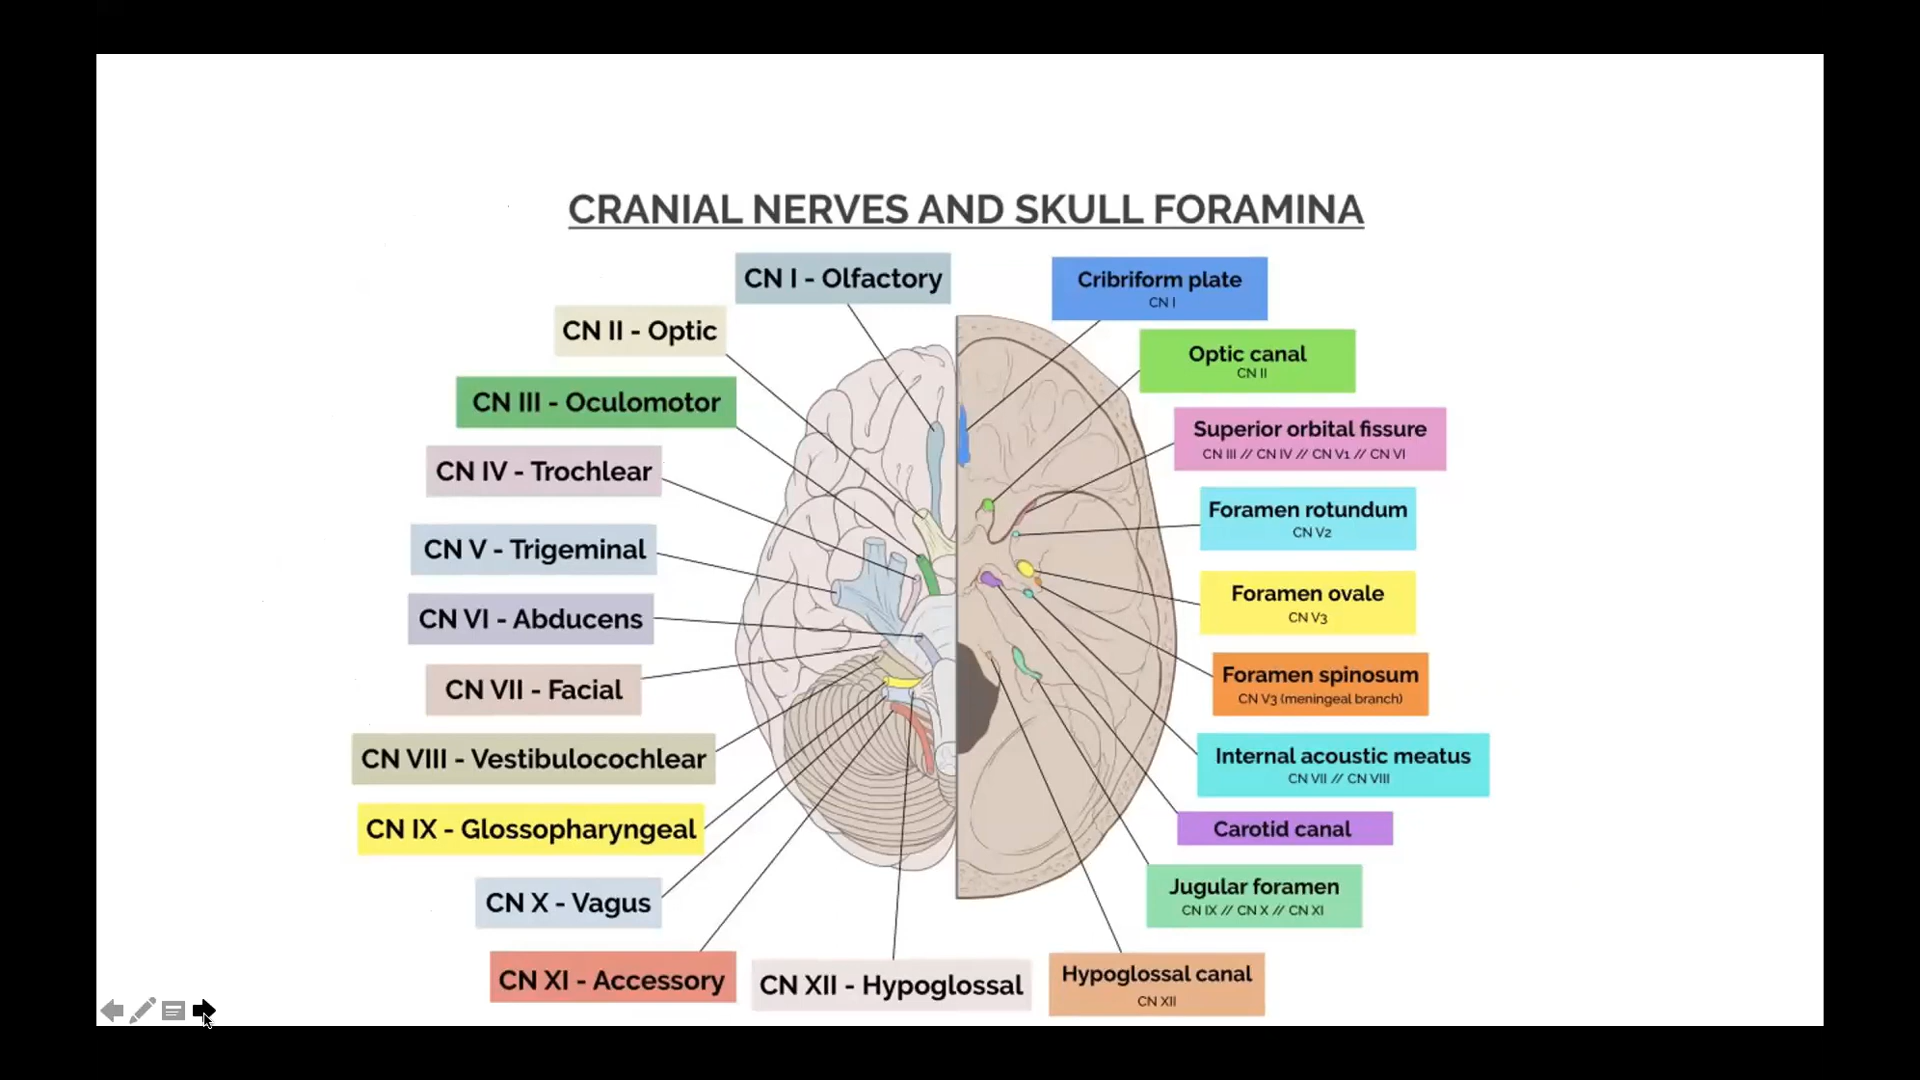 CRANIAL NERVES AND SKULL FORAMINA
CN I - Olfactory
CN II - Optic
CN III - Oculomotor
CN IV - Trochlear
CN V - Trigeminal
CN VI - Abducens
CN VII - Facial
CN VIII - Vestibulocochlear
CN IX - Glossopharyngeal
CN X - Vagus
CN XI - Accessory
CN XII - Hypoglossal
Cribriform plate
CN I
Optic canal
CN II
Superior orbital fissure
CN III // CN IV // CN V1 // CN VI
Foramen rotundum
CN V2
Foramen ovale
CN V3
Foramen spinosum
CN V3 (meningeal branch)
Internal acoustic meatus
CN VII // CN VIII
Carotid canal
Jugular foramen
CN IX // CN X // CN XI
Hypoglossal canal
CN XII